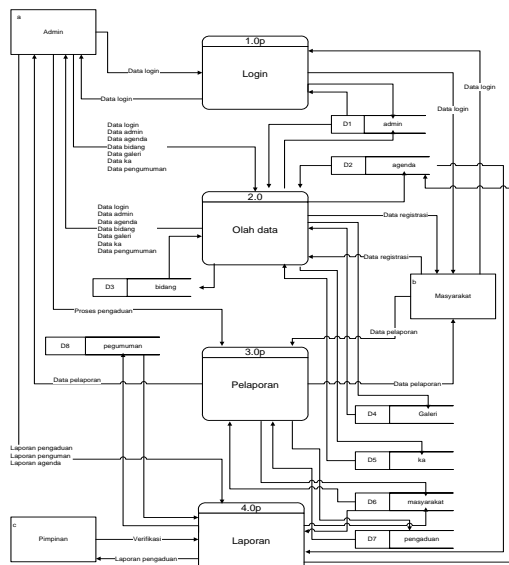 a
Admin
1.0p
Login
Data login
Data login
Data login
Data login
D1 admin
D2 agenda
Data login
Data admin
Data agenda
Data bidang
Data galeri
Data ka
Data pengumuman
2.0
Olah data
Data login
Data admin
Data agenda
Data bidang
Data galeri
Data ka
Data pengumuman
Data registrasi
Data registrasi
D3 bidang
b
Masyarakat
Proses pengaduan
Data pelaporan
D8 pegumuman
3.0p
Pelaporan
Data pelaporan
Data pelaporan
D4 Galeri
Laporan pengaduan
Laporan penguman
Laporan agenda
D5 ka
D6 masyarakat
4.0p
Laporan
c
Pimpinan
Verifikasi
Laporan pengaduan
D7 pengaduan